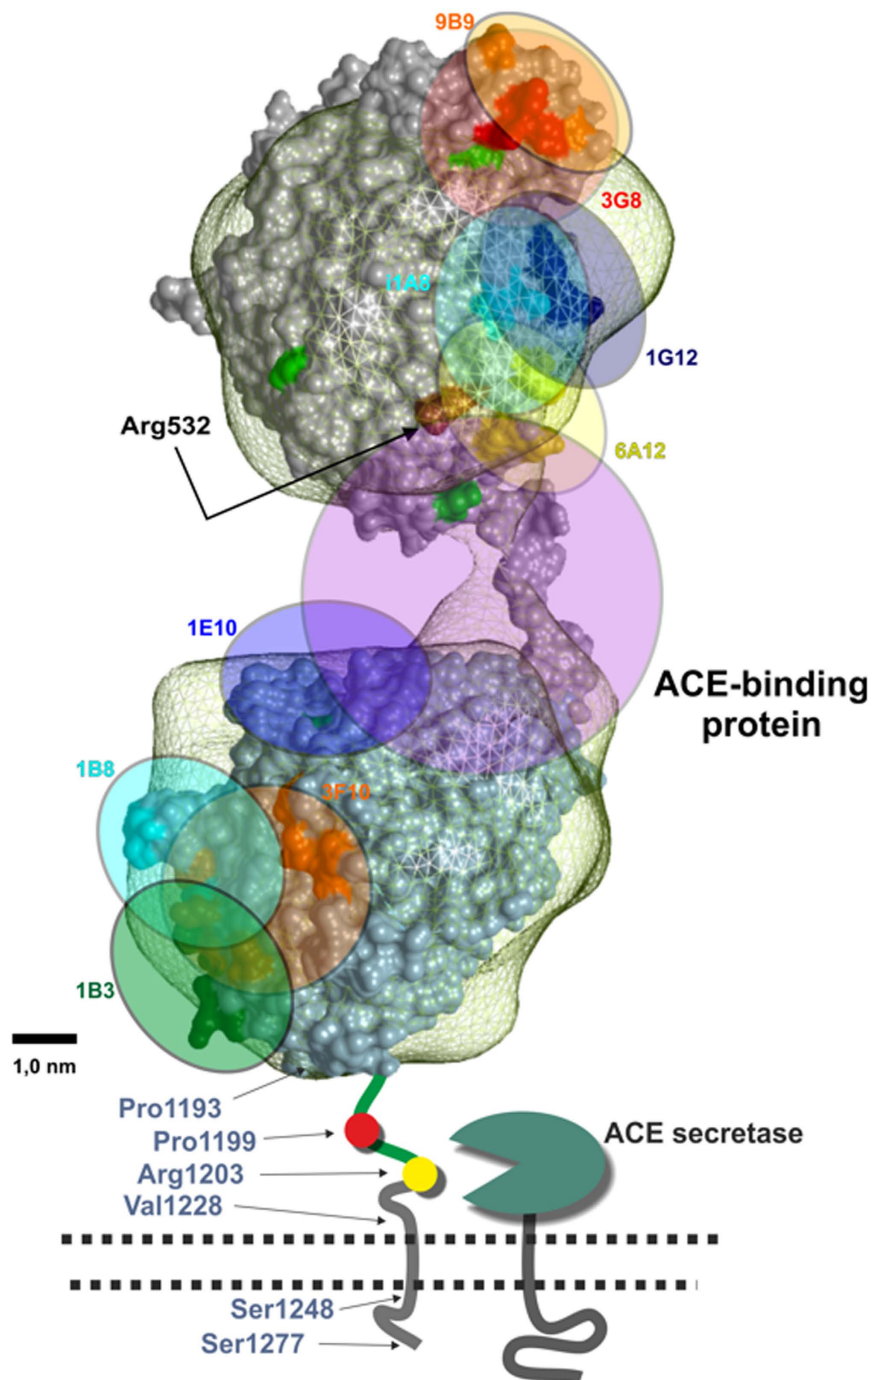 9B9
3G8
i1A8
1G12
Arg532
6A12
1E10
ACE-binding
protein
1B8
3F10
1B3
1,0 nm
Pro1193
Pro1199
ACE secretase
Arg1203
Val1228
Ser1248
Ser1277